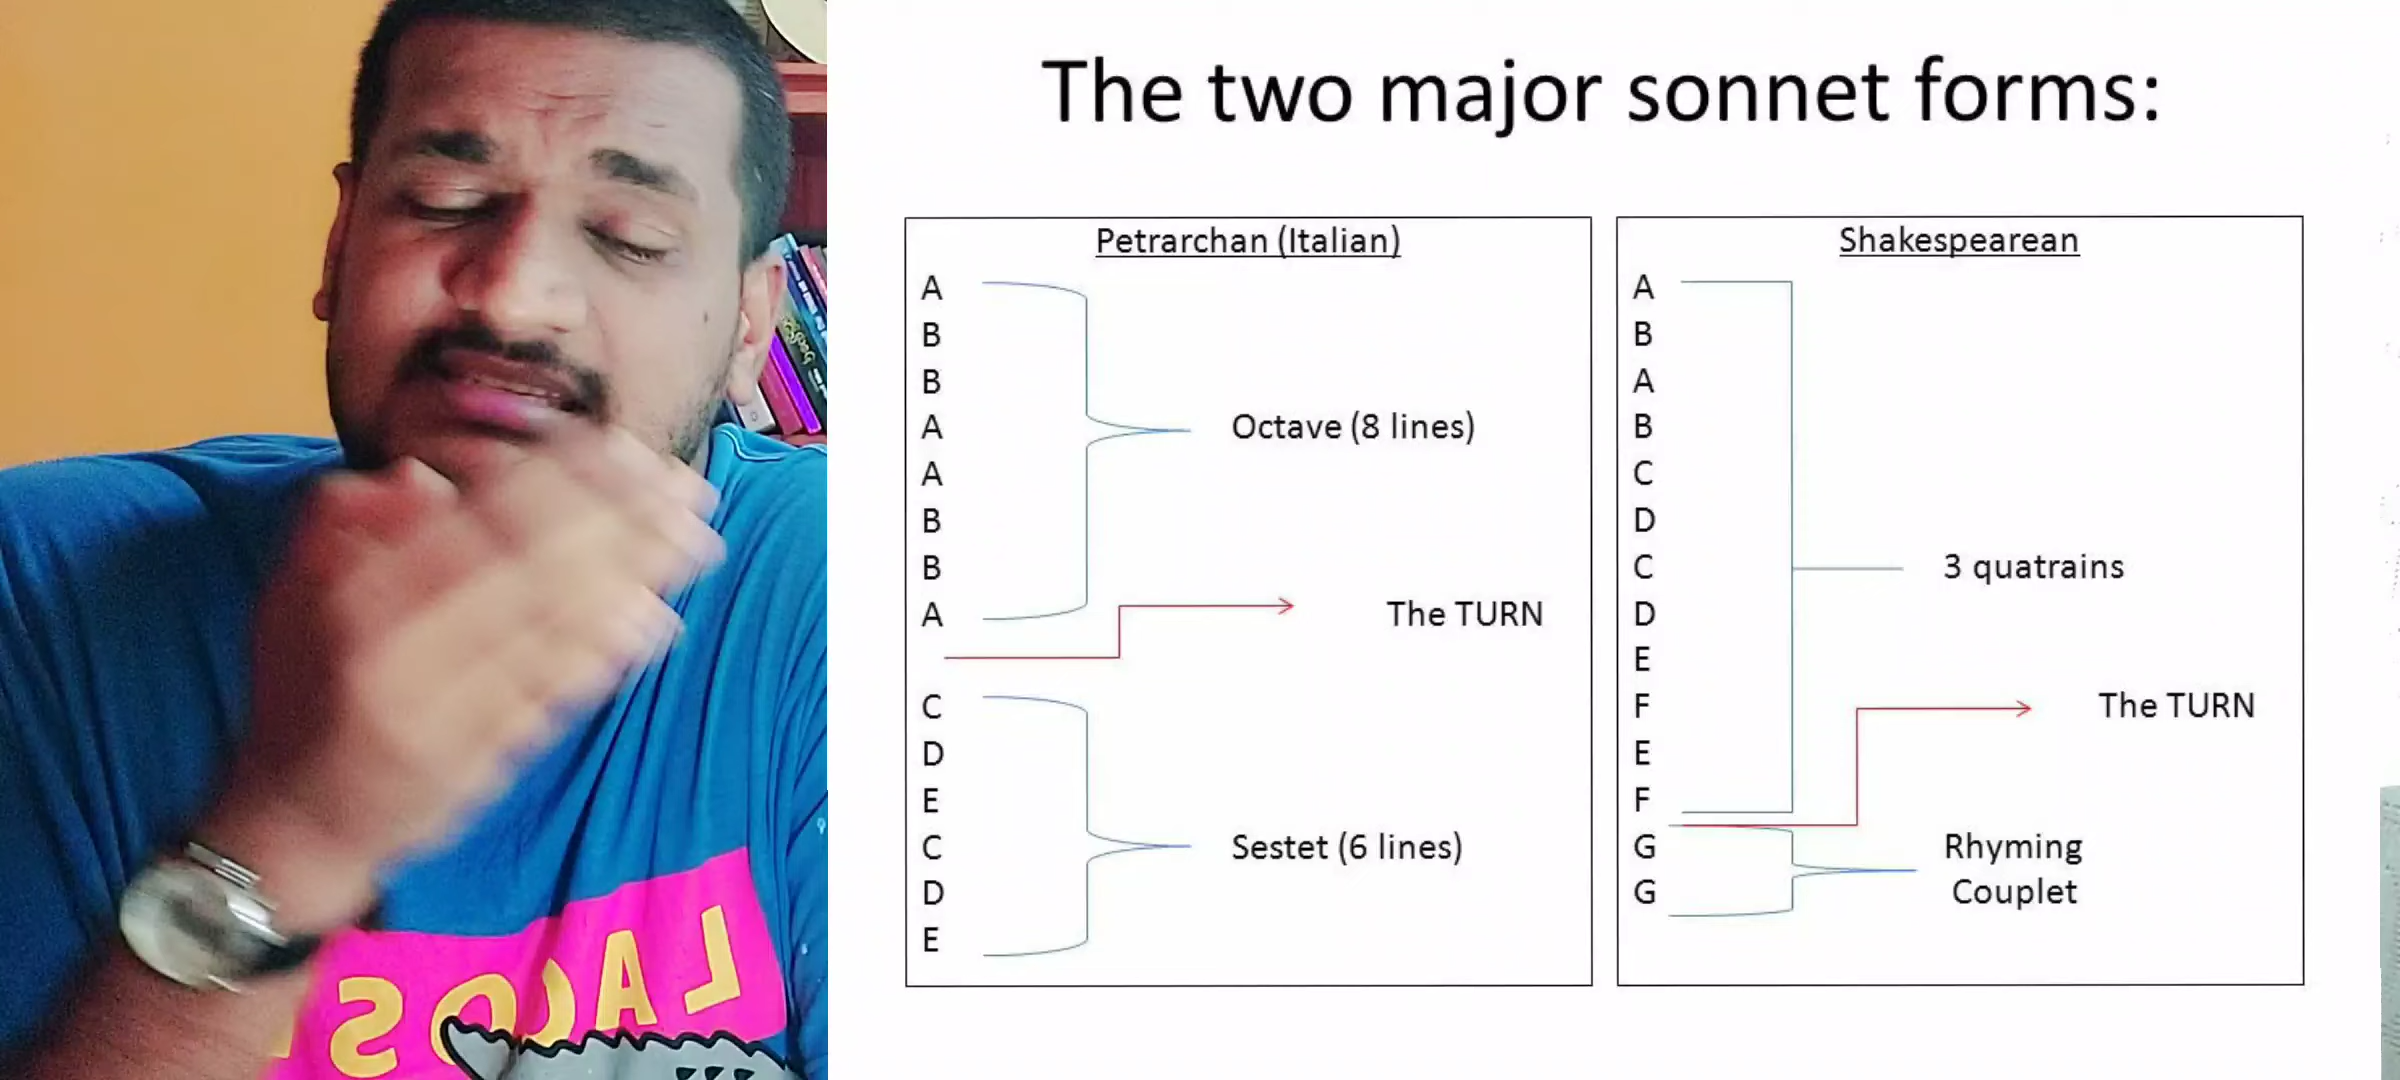 The two major sonnet forms:
Petrarchan (Italian)
A
B
B
A
A
B
B
A
C
D
E
C
D
E
Octave (8 lines)
The TURN
Sestet (6 lines)
Shakespearean
A
B
A
B
C
D
C
D
E
F
E
F
G
G
3 quatrains
The TURN
Rhyming
Couplet
LACOS